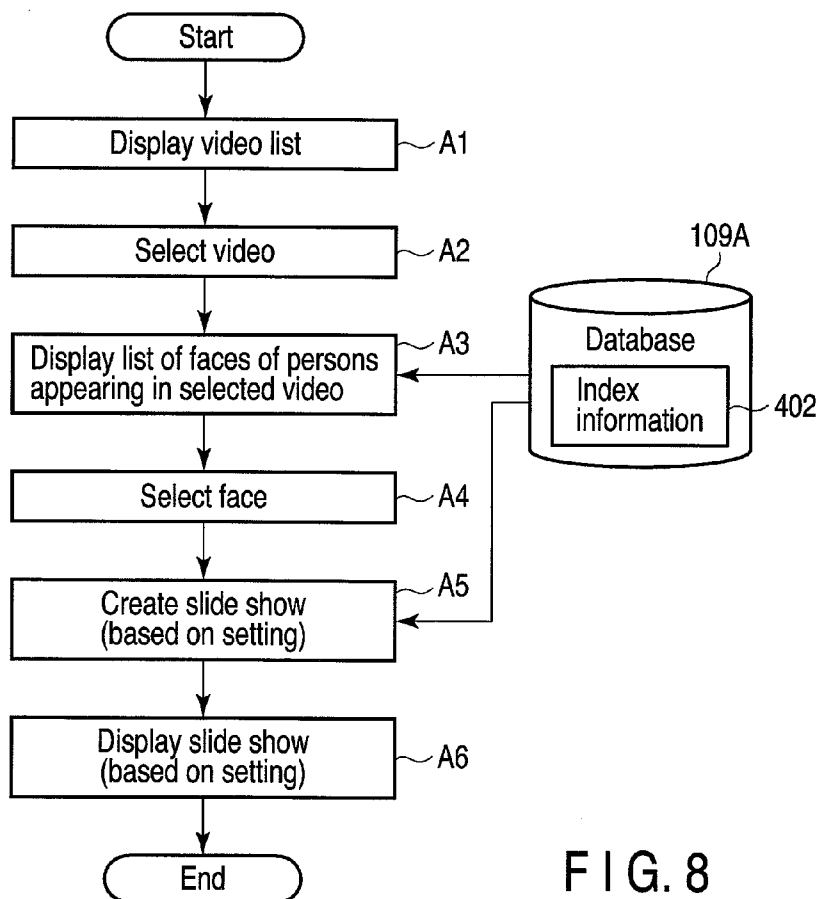 Start
Display video list
A1
Select video
A2
Display list of faces of persons
appearing in selected video
A3
Select face
A4
Create slide show
(based on setting)
A5
Display slide show
(based on setting)
A6
End
109A
Database
Index
information
402
FIG. 8